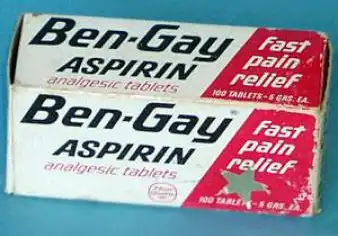 Ben-Gay
ASPIRIN
analgesic tablets
fast
pain
relief
100 TABLETS - 5 GRS. EA.
Ben-Gay®
ASPIRIN
analgesic tablets
fast
pain
relief
100 TABLETS - 5 GRS. EA.